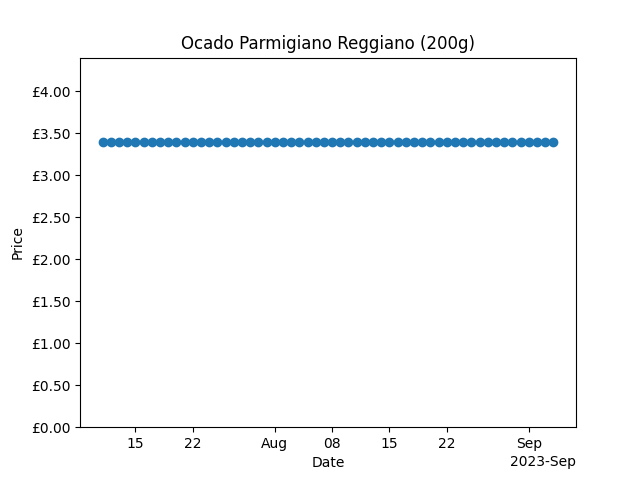 Ocado Parmigiano Reggiano (200g)
£4.00
£3.50
£3.00
£2.50
£2.00
£1.50
£1.00
£0.50
£0.00
Price
15 22 Aug 08 15 22 Sep
2023-Sep
Date